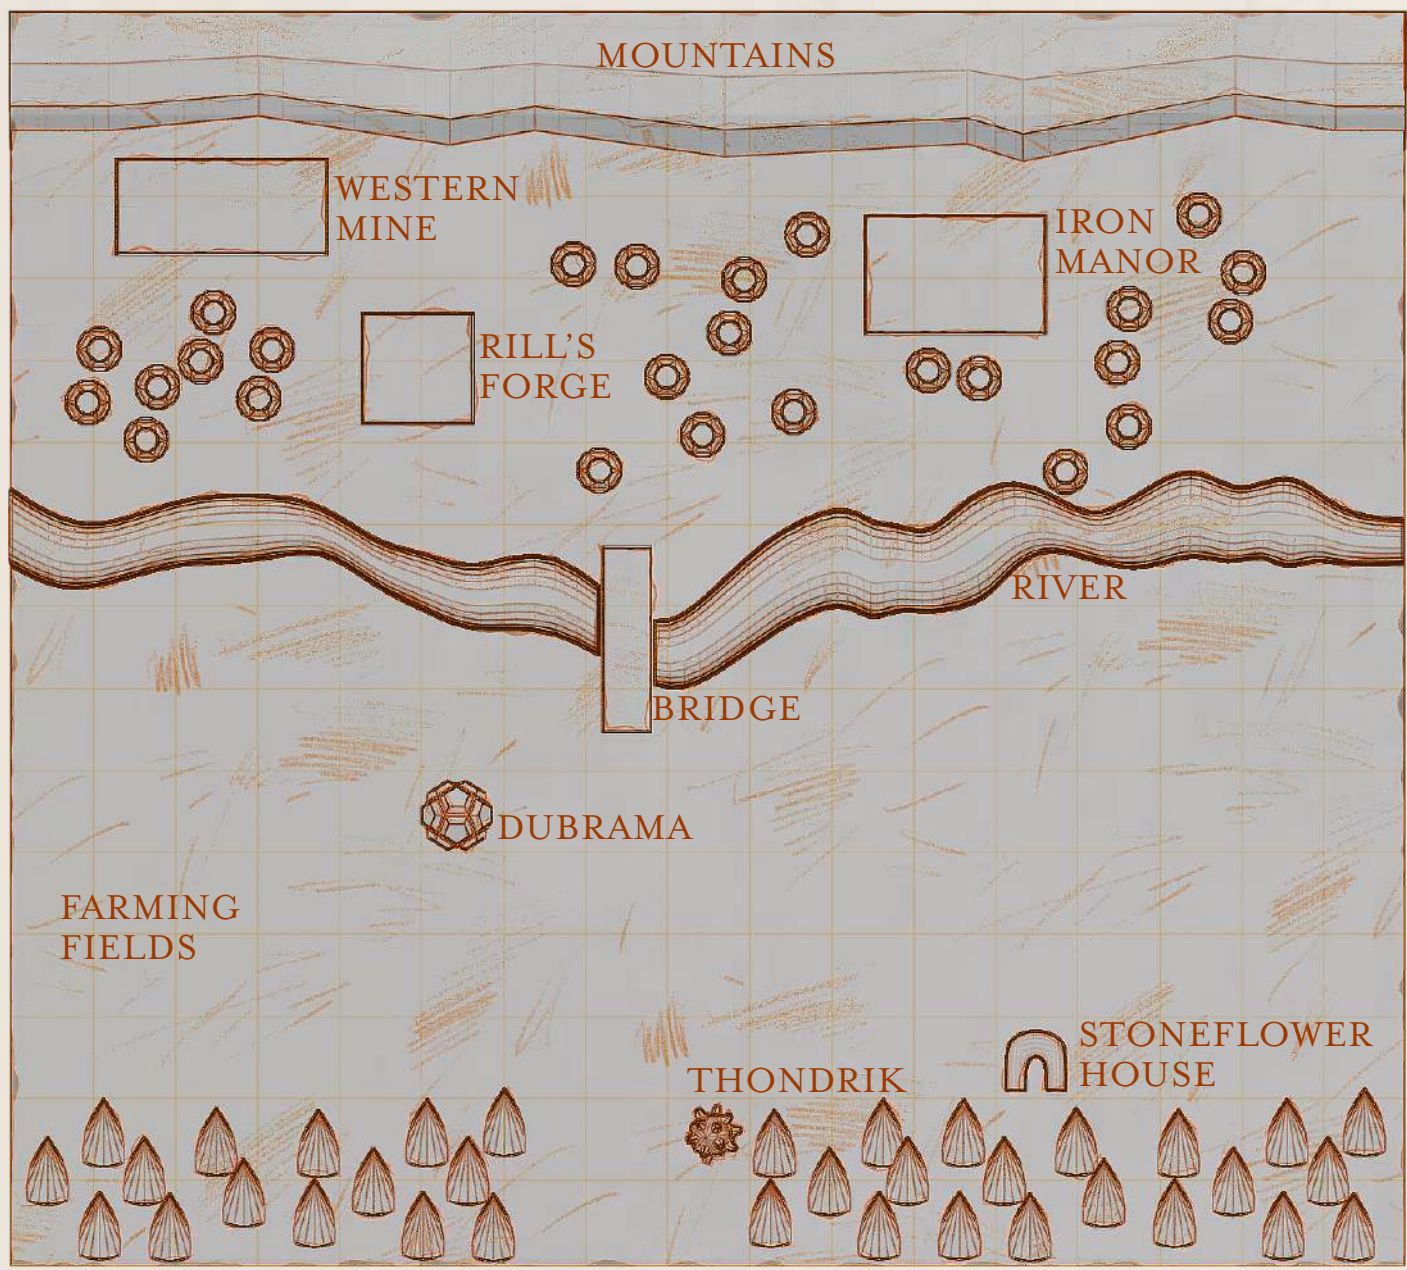 MOUNTAINS
WESTERN
MINE
IRON
MANOR
RILL'S
FORGE
RIVER
BRIDGE
DUBRAMA
FARMING
FIELDS
STONEFLOWER
HOUSE
THONDRIK